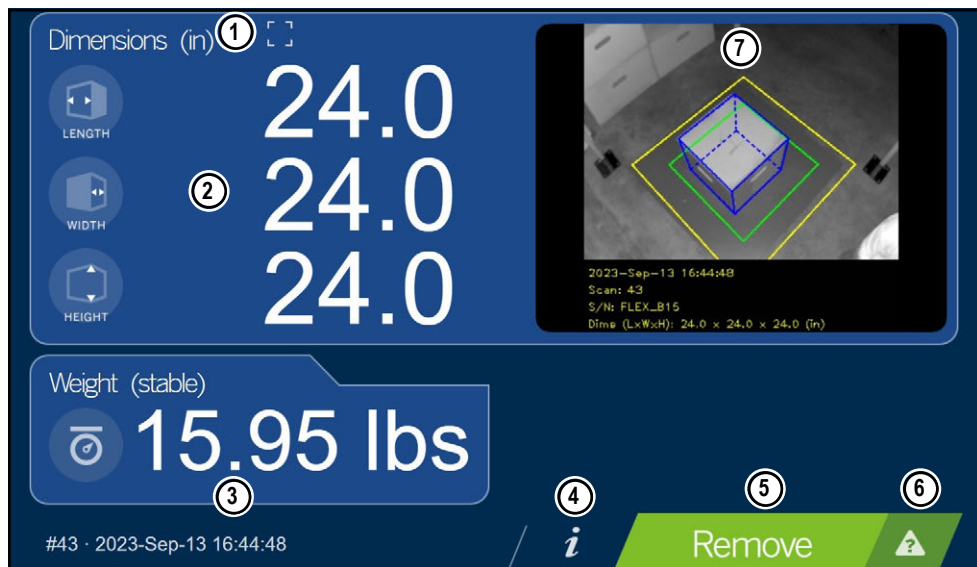 Dimensions (in)
1
7
LENGTH
24.0
2
WIDTH
24.0
HEIGHT
24.0
2023-Sep-13 16:44:48
Scan: 43
S/N: FLEX_B15
Dims (LxWxH): 24.0 x 24.0 x 24.0 (in)
Weight (stable)
15.95 lbs
3
4
5
6
#43 · 2023-Sep-13 16:44:48
i
Remove
?